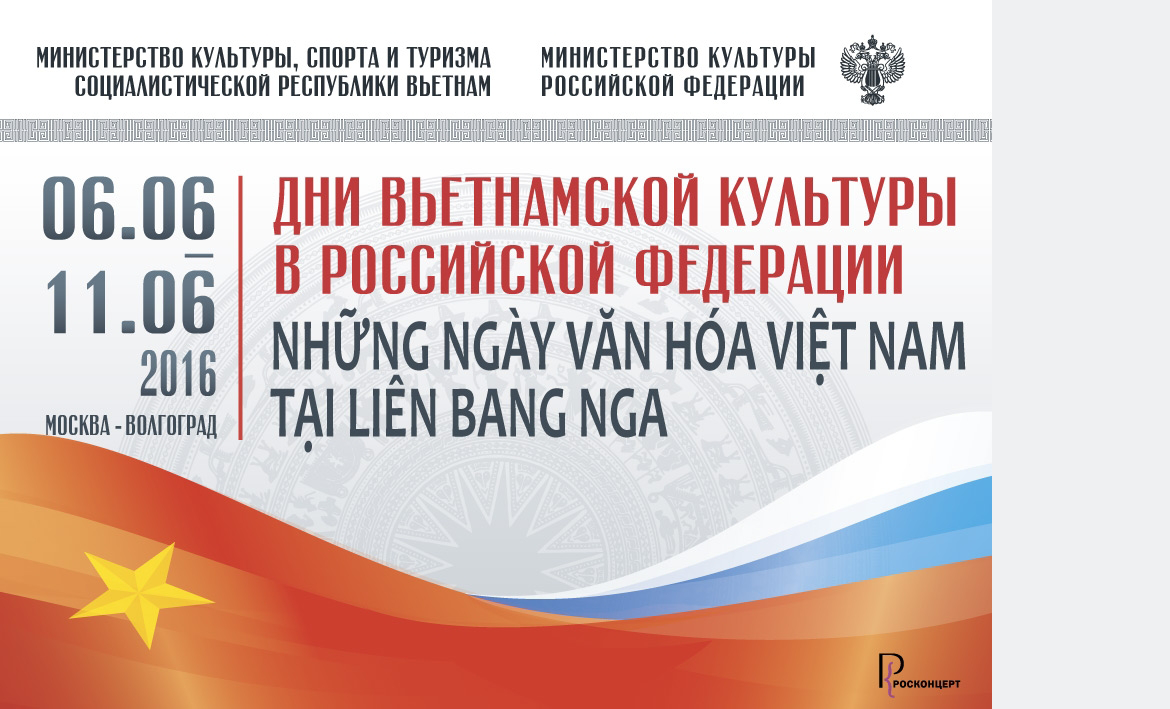 МИНИСТЕРСТВО КУЛЬТУРЫ, СПОРТА И ТУРИЗМА
СОЦИАЛИСТИЧЕСКОЙ РЕСПУБЛИКИ ВЬЕТНАМ
МИНИСТЕРСТВО КУЛЬТУРЫ
РОССИЙСКОЙ ФЕДЕРАЦИИ
06.06
–
11.06
2016
МОСКВА - ВОЛГОГРАД
ДНИ ВЬЕТНАМСКОЙ КУЛЬТУРЫ
В РОССИЙСКОЙ ФЕДЕРАЦИИ
NHỮNG NGÀY VĂN HÓA VIỆT NAM
TẠI LIÊN BANG NGA
РОСКОНЦЕРТ